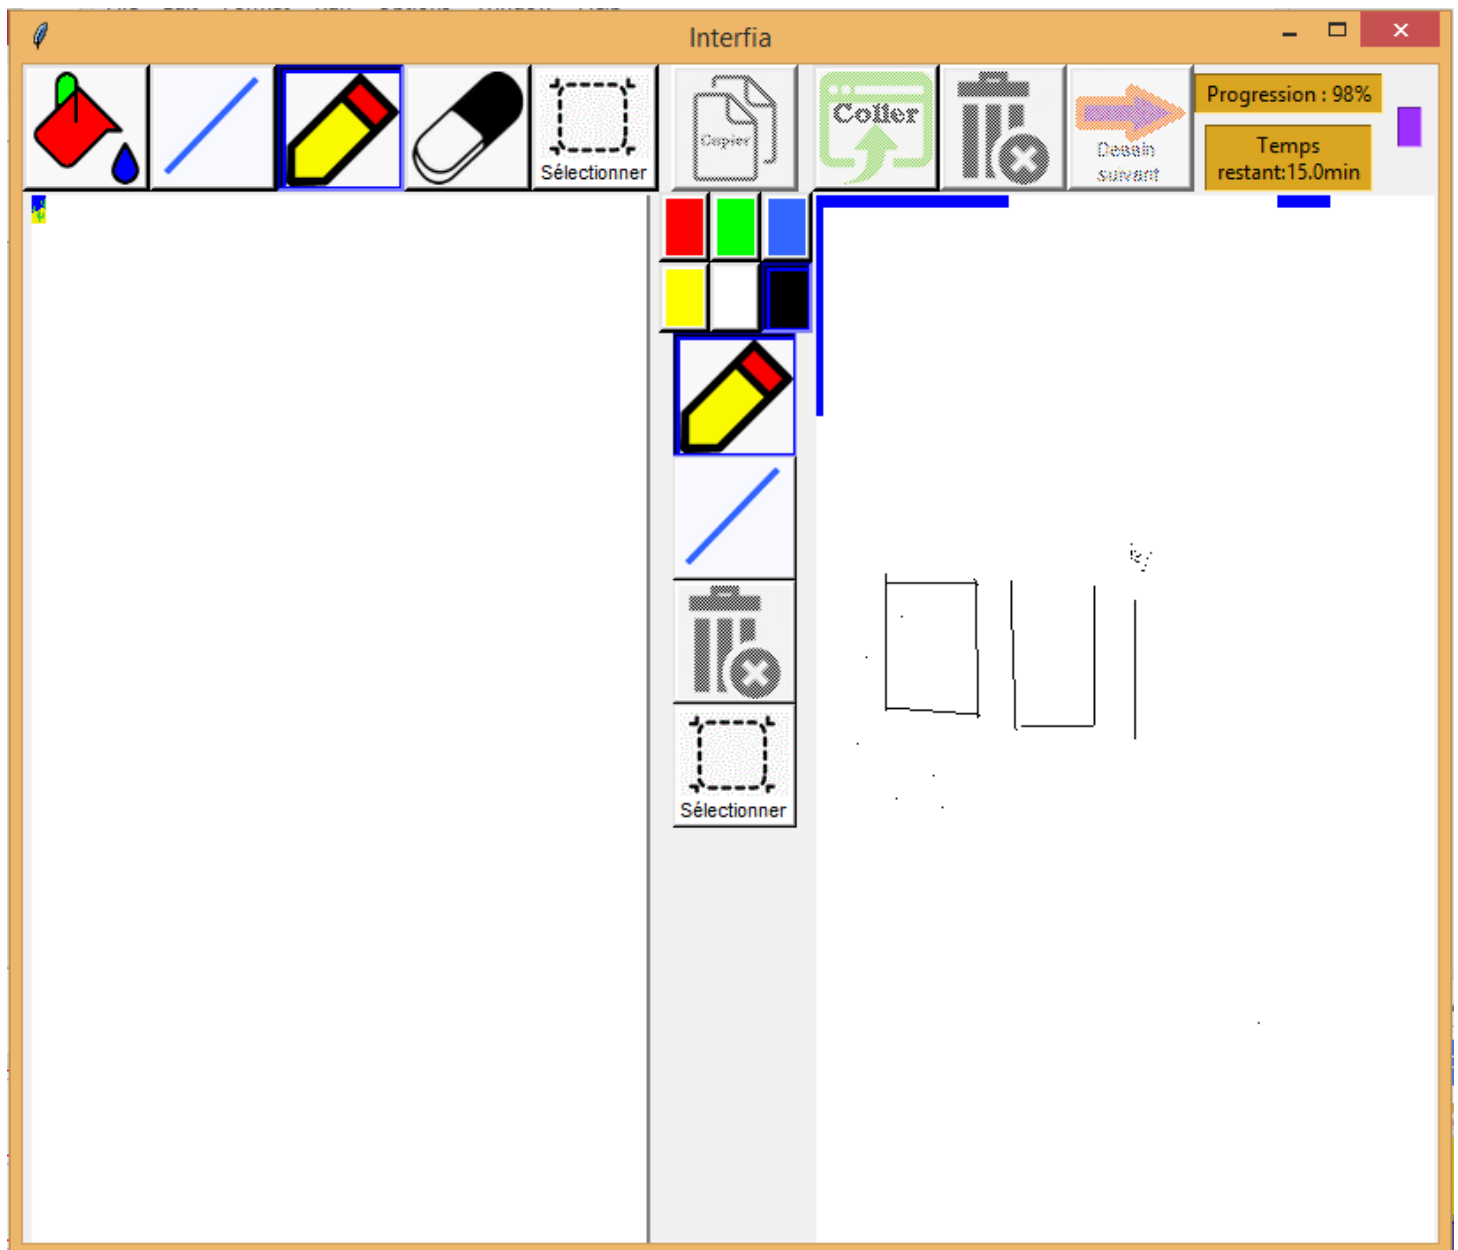 Interfia
Sélectionner
Copier
Coller
Dessin
suivant
Progression : 98%
Temps
restant:15.0min
OUi
Sélectionner